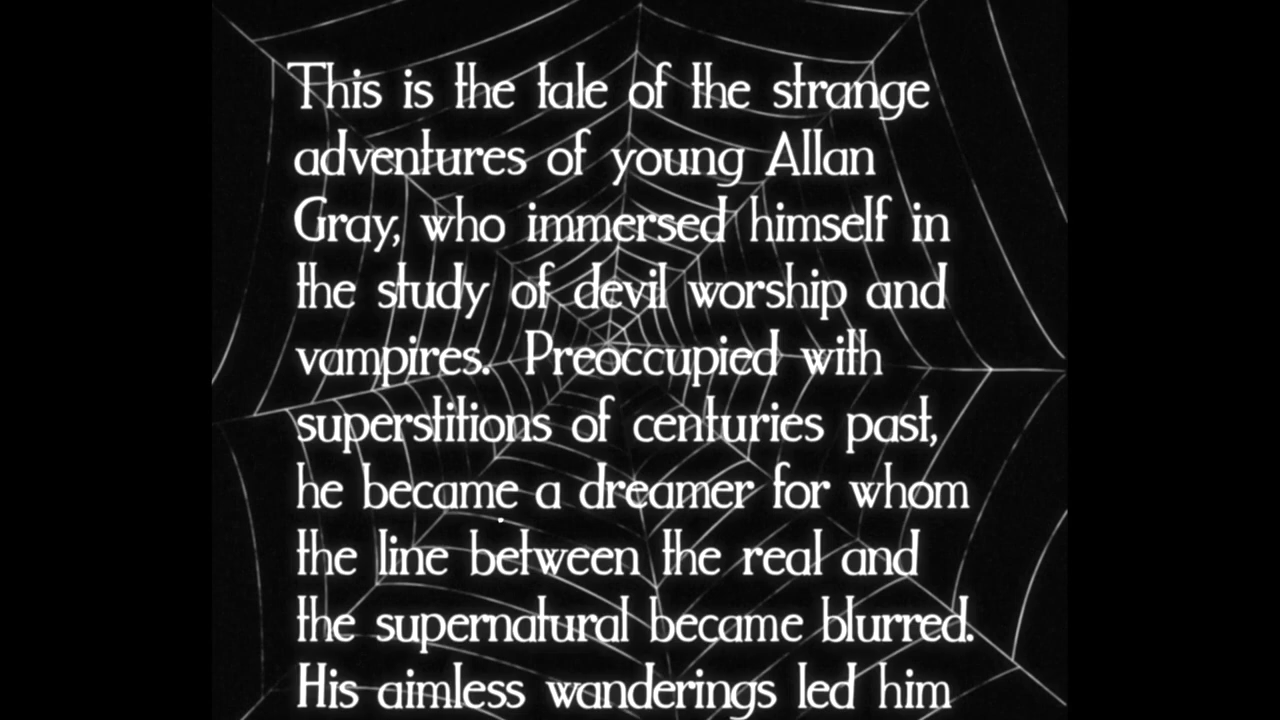 This is the tale of the strange
adventures of young Allan
Gray, who immersed himself in
the study of devil worship and
vampires. Preoccupied with
superstitions of centuries past,
he became a dreamer for whom
the line between the real and
the supernatural became blurred.
His aimless wanderings led him